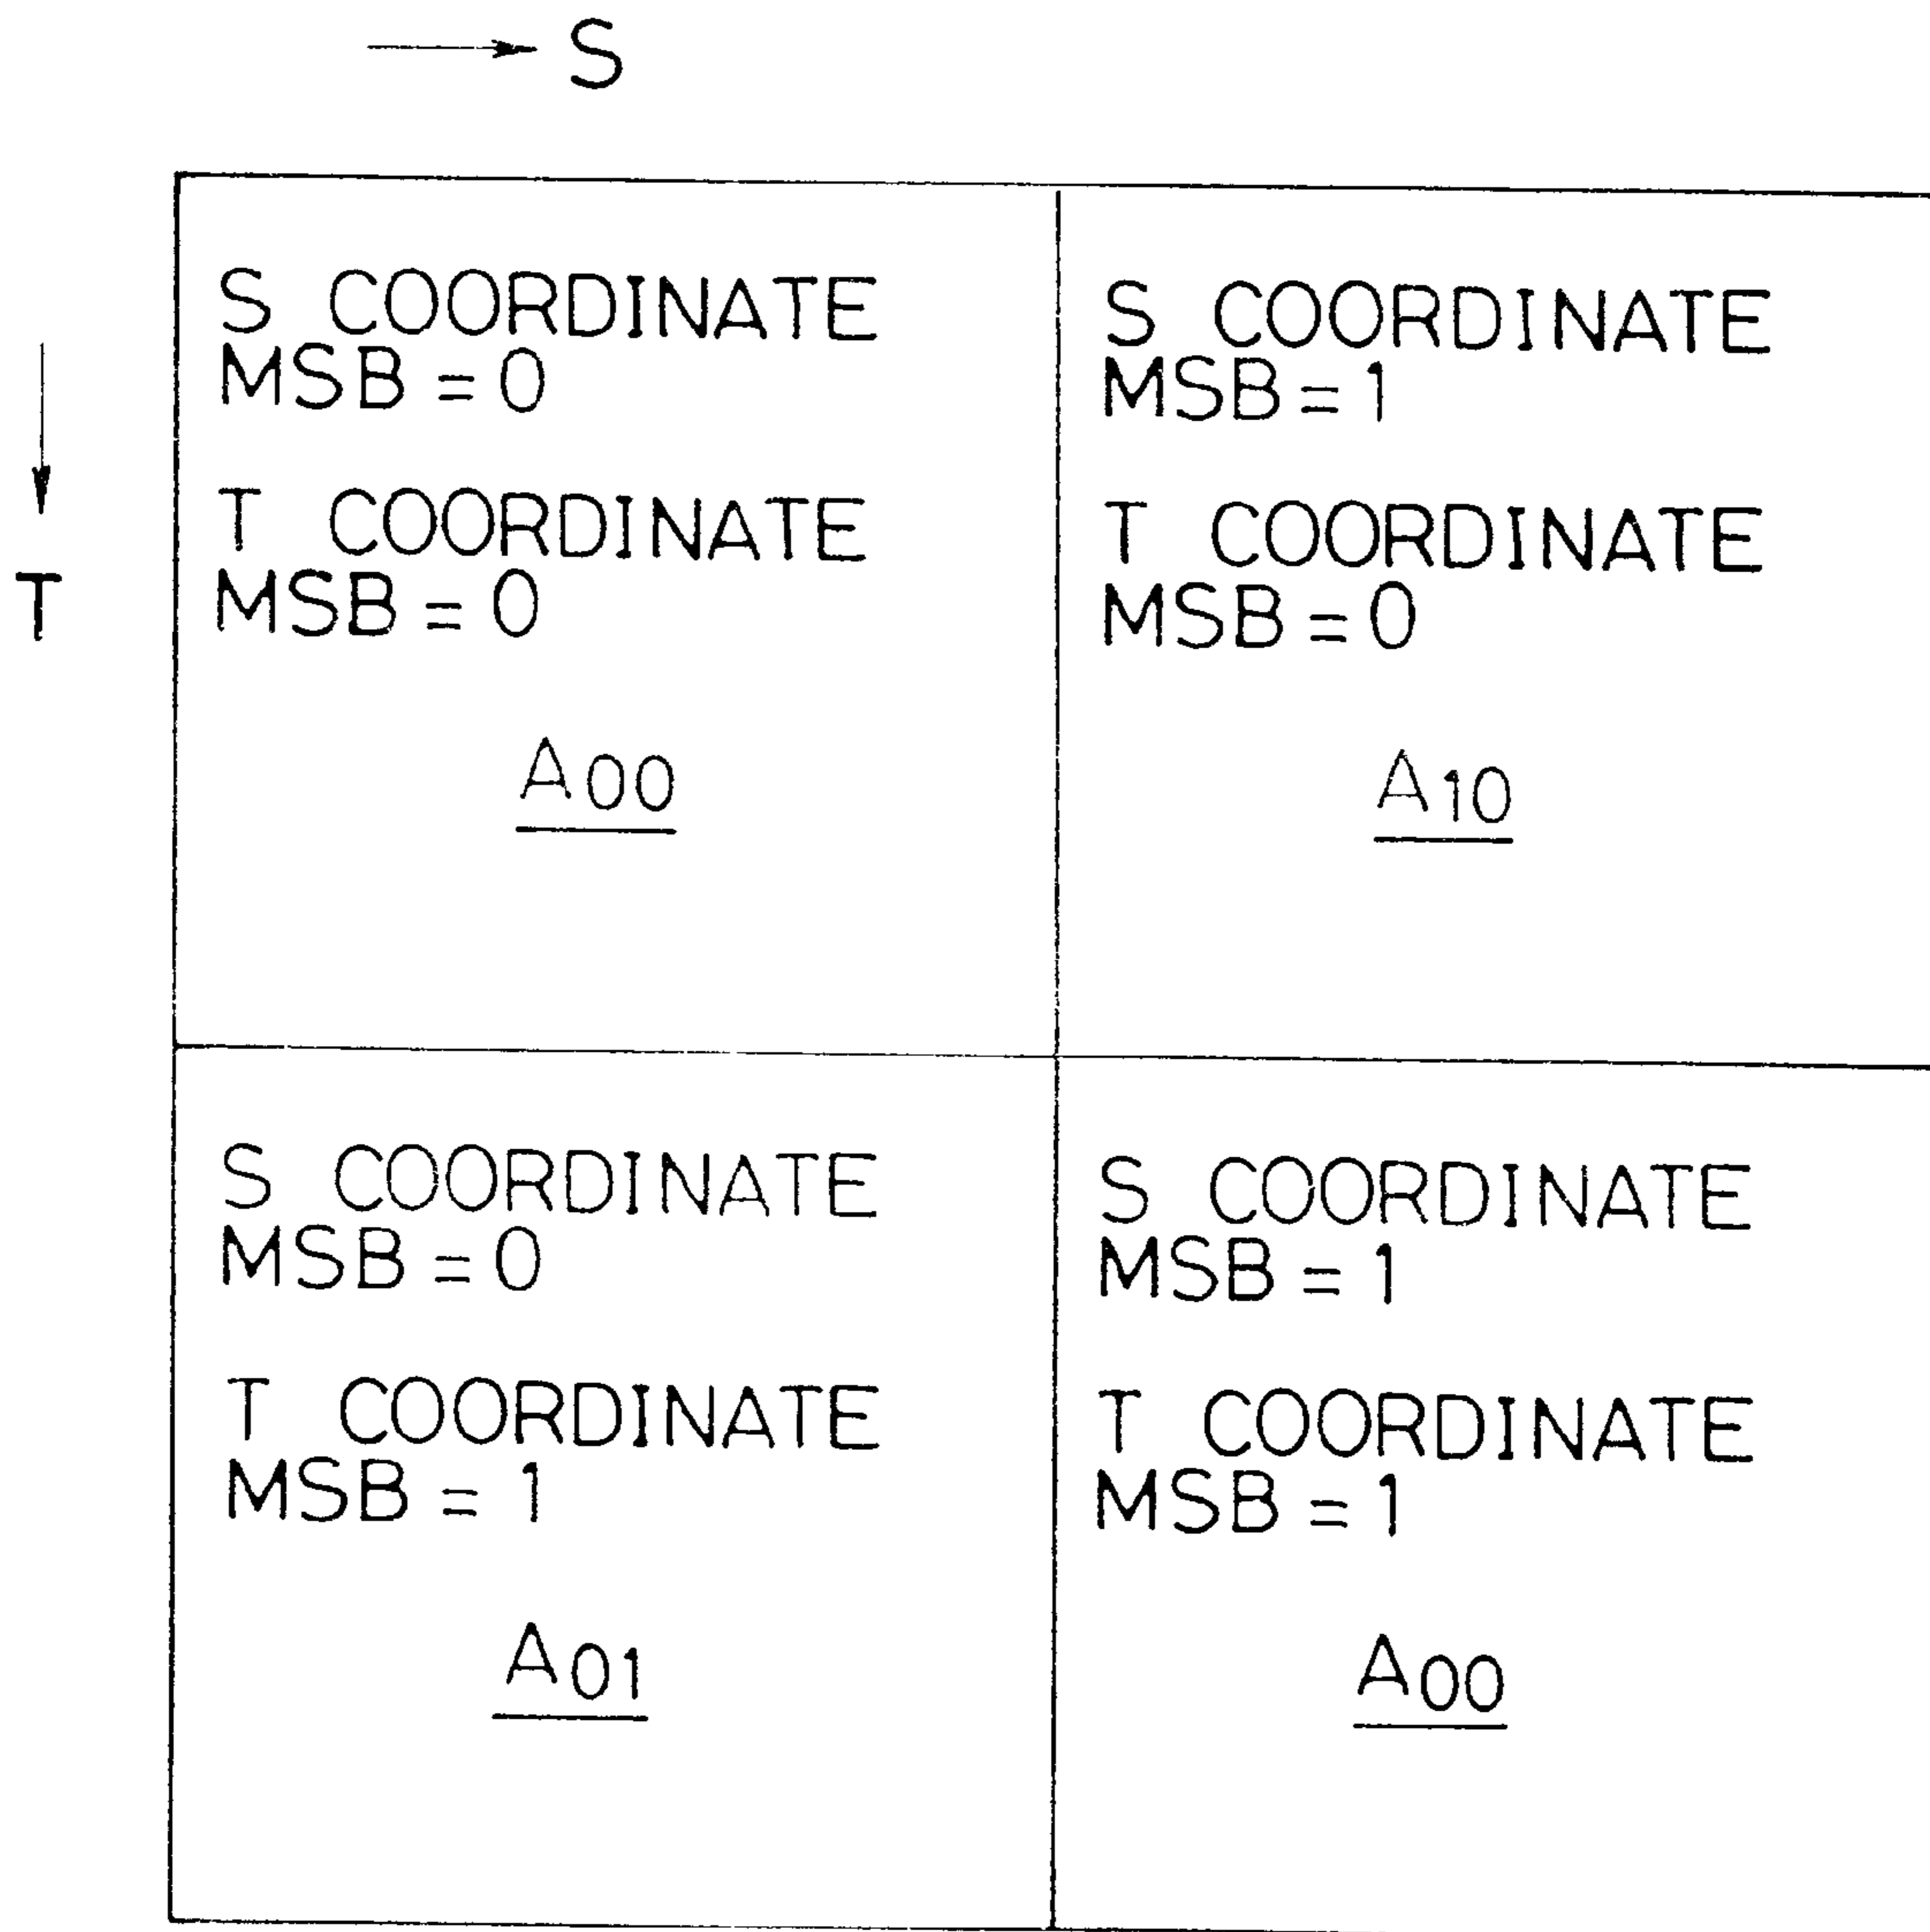 S
T
S COORDINATE
MSB = 0
T COORDINATE
MSB = 0
A00
S COORDINATE
MSB = 1
T COORDINATE
MSB = 0
A10
S COORDINATE
MSB = 0
T COORDINATE
MSB = 1
A01
S COORDINATE
MSB = 1
T COORDINATE
MSB = 1
A00